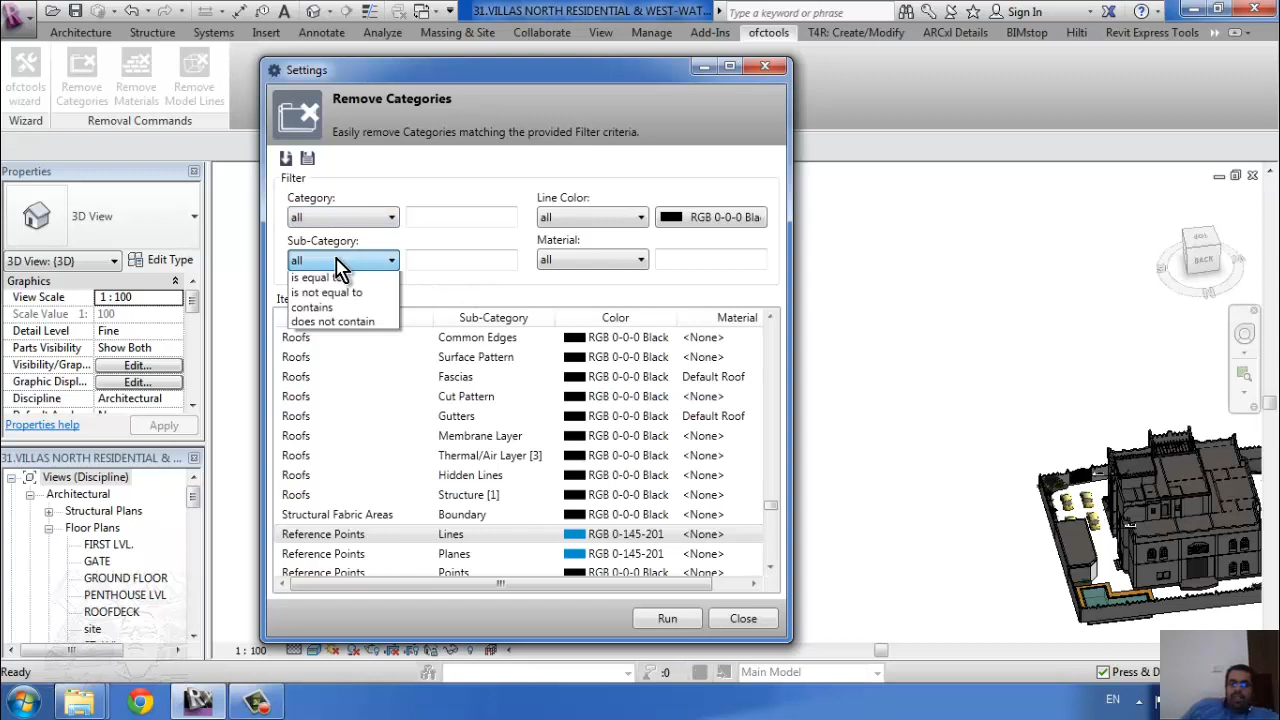 31.VILLAS NORTH RESIDENTIAL & WEST-WAT...
Type a keyword or phrase
Sign In
Architecture Structure Systems Insert Annotate Analyze Massing & Site Collaborate View Manage Add-Ins ofctools T4R: Create/Modify ARCxl Details BIMstop Hilti Revit Express Tools
ofctools wizard
Remove Categories
Remove Materials
Remove Model Lines
Wizard
Removal Commands
Properties
3D View
3D View: {3D}
Edit Type
Graphics
View Scale 1 : 100
Scale Value 1: 100
Detail Level Fine
Parts Visibility Show Both
Visibility/Grap... Edit...
Graphic Displ... Edit...
Discipline Architectural
Properties help
Apply
31.VILLAS NORTH RESIDENTIAL & ...
Views (Discipline)
Architectural
Structural Plans
Floor Plans
FIRST LVL.
GATE
GROUND FLOOR
PENTHOUSE LVL
ROOFDECK
site
Settings
Remove Categories
Easily remove Categories matching the provided Filter criteria.
Filter
Category:
all
Line Color:
all
RGB 0-0-0 Bla
Sub-Category:
all
Material:
all
is equal
is not equal to
contains
does not contain
Sub-Category Color Material
Roofs Common Edges RGB 0-0-0 Black <None>
Roofs Surface Pattern RGB 0-0-0 Black <None>
Roofs Fascias RGB 0-0-0 Black Default Roof
Roofs Cut Pattern RGB 0-0-0 Black <None>
Roofs Gutters RGB 0-0-0 Black Default Roof
Roofs Membrane Layer RGB 0-0-0 Black <None>
Roofs Thermal/Air Layer [3] RGB 0-0-0 Black <None>
Roofs Hidden Lines RGB 0-0-0 Black <None>
Roofs Structure [1] RGB 0-0-0 Black <None>
Structural Fabric Areas Boundary RGB 0-0-0 Black <None>
Reference Points Lines RGB 0-145-201 <None>
Reference Points Planes RGB 0-145-201 <None>
Reference Points Points RGB 0-0-0 Black <None>
Run
Close
TOP
BACK
1 : 100
Ready
:0
Main Model
Press & D
EN